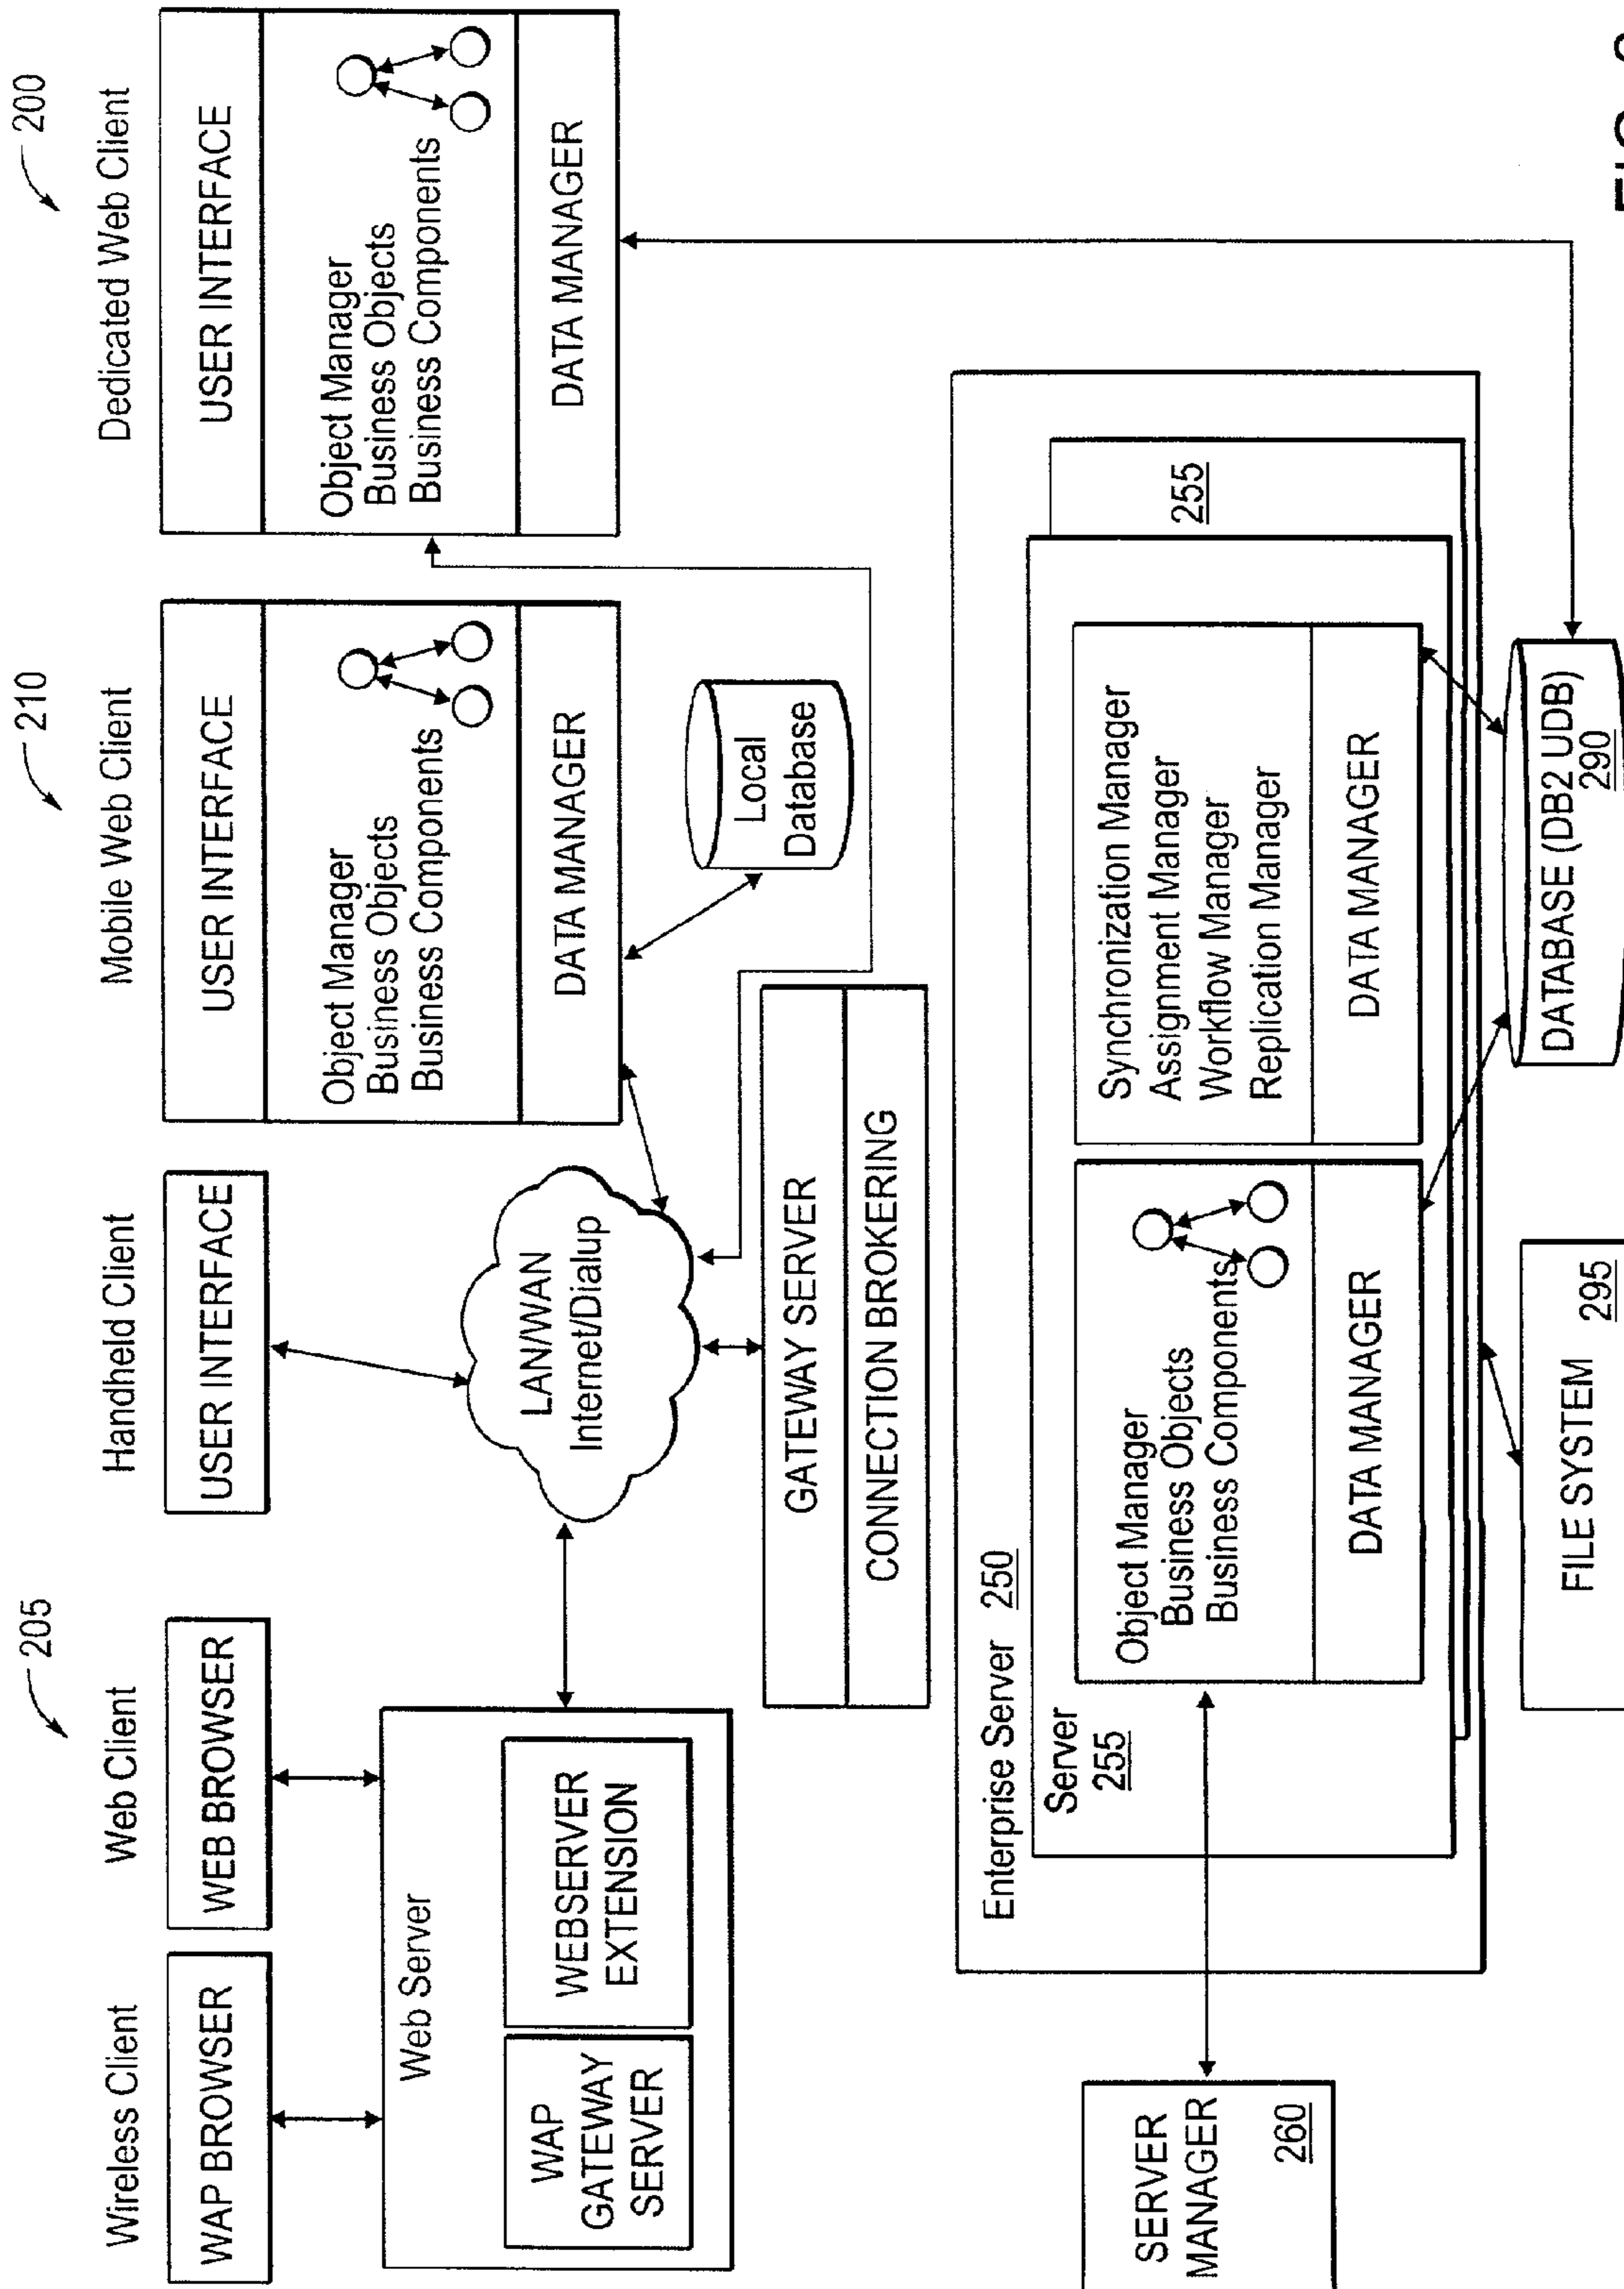 200
210
205
Wireless Client
Web Client
Handheld Client
Mobile Web Client
Dedicated Web Client
WAP BROWSER
WEB BROWSER
USER INTERFACE
USER INTERFACE
Object Manager
Business Objects
Business Components
DATA MANAGER
USER INTERFACE
Object Manager
Business Objects
Business Components
DATA MANAGER
Web Server
WAP
GATEWAY
SERVER
WEBSERVER
EXTENSION
LAN/WAN
Internet/Dialup
Local
Database
GATEWAY SERVER
CONNECTION BROKERING
Enterprise Server 250
Server
255
255
Object Manager
Business Objects
Business Components
DATA MANAGER
Synchronization Manager
Assignment Manager
Workflow Manager
Replication Manager
DATA MANAGER
SERVER
MANAGER
260
FILE SYSTEM
295
DATABASE (DB2 UDB)
290